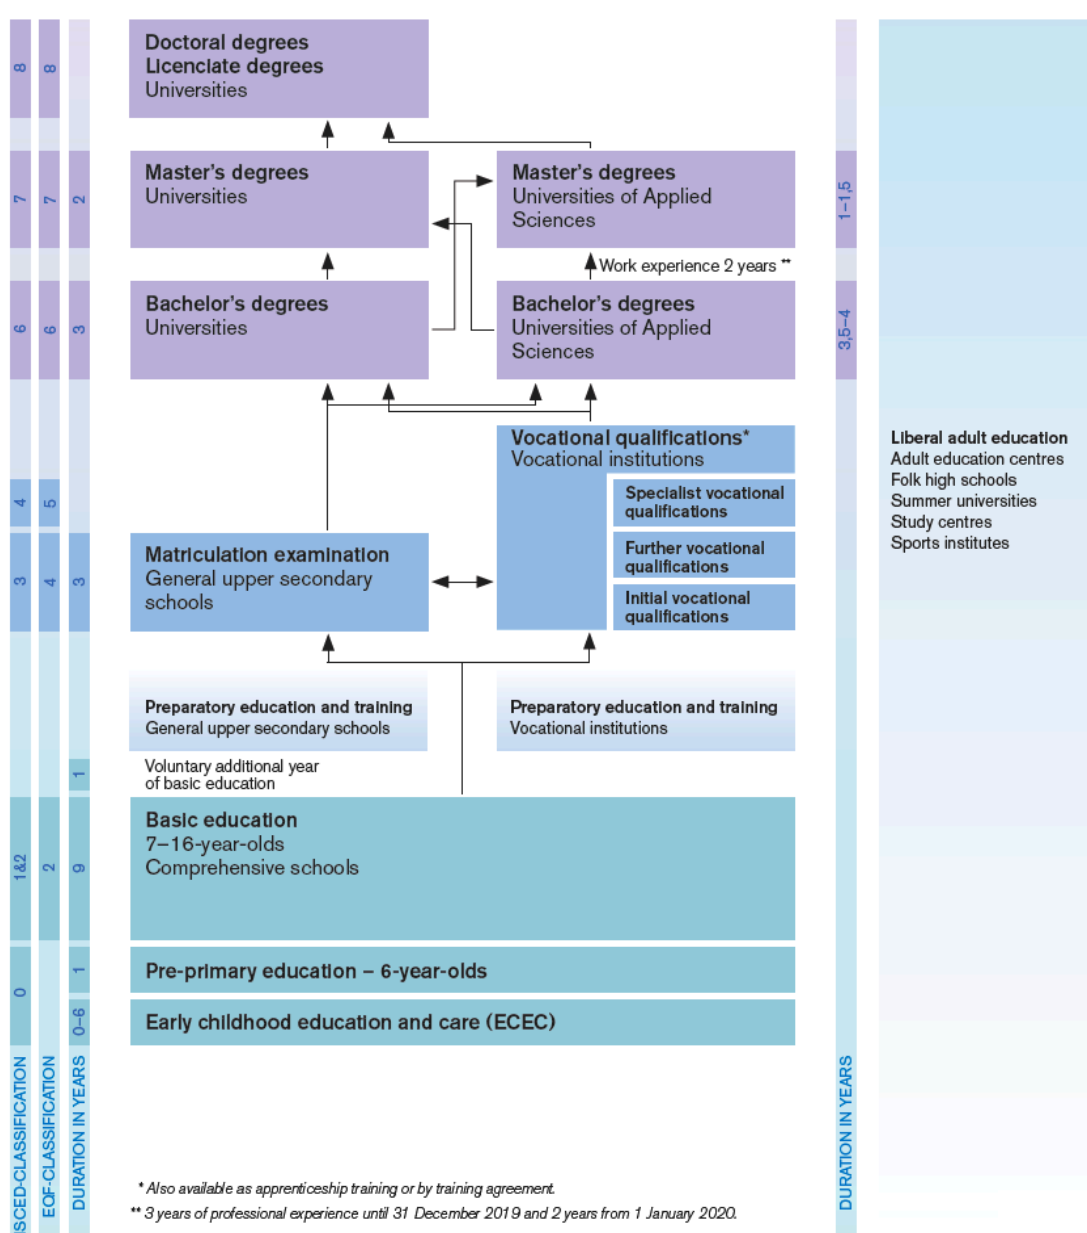 Doctoral degrees
Licenciate degrees
Universities
8
8
Master's degrees
Universities
Master's degrees
Universities of Applied
Sciences
7
7
2
1–1,5
Work experience 2 years **
Bachelor's degrees
Universities
Bachelor's degrees
Universities of Applied
Sciences
6
6
3
3,5–4
Vocational qualifications*
Vocational institutions
Specialist vocational
qualifications
Further vocational
qualifications
Initial vocational
qualifications
4
5
Matriculation examination
General upper secondary
schools
3
4
3
Preparatory education and training
General upper secondary schools
Preparatory education and training
Vocational institutions
Voluntary additional year
of basic education
1
Basic education
7–16-year-olds
Comprehensive schools
1&2
2
9
Pre-primary education – 6-year-olds
1
0
Early childhood education and care (ECEC)
0–6
ISCED-CLASSIFICATION
EQF-CLASSIFICATION
DURATION IN YEARS
DURATION IN YEARS
Liberal adult education
Adult education centres
Folk high schools
Summer universities
Study centres
Sports institutes
* Also available as apprenticeship training or by training agreement.
** 3 years of professional experience until 31 December 2019 and 2 years from 1 January 2020.